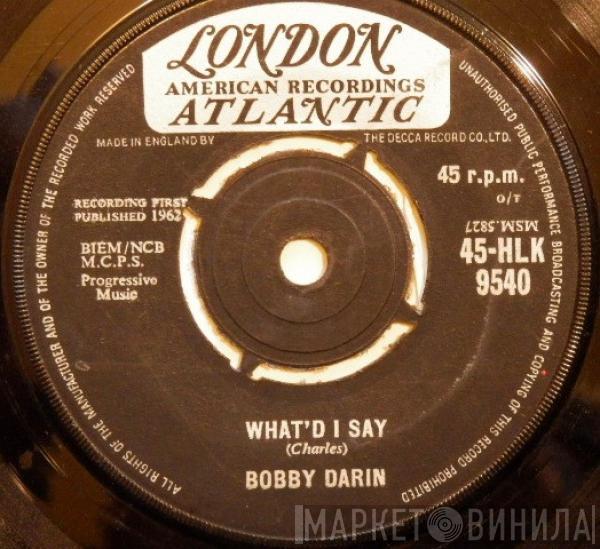 LONDON
AMERICAN RECORDINGS
ATLANTIC
MADE IN ENGLAND BY
THE DECCA RECORD CO., LTD.
ALL RIGHTS OF THE MANUFACTURER AND OF THE OWNER OF THE RECORDED WORK RESERVED
UNAUTHORISED PUBLIC PERFORMANCE BROADCASTING AND COPYING OF THIS RECORD PROHIBITED
RECORDING FIRST
PUBLISHED 1962
BIEM/NCB
M.C.P.S.
Progressive
Music
45 r.p.m.
O/T
MSM.5827
45-HLK
9540
WHAT'D I SAY
(Charles)
BOBBY DARIN
МАРКЕТ ВИНИЛА!